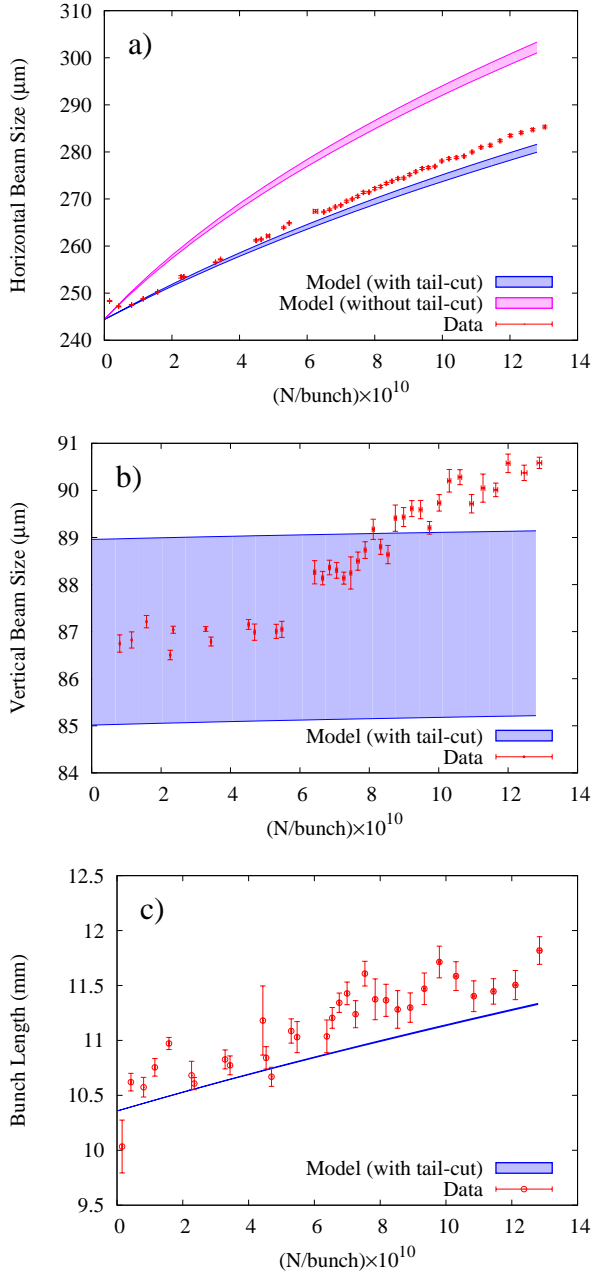 a)
Horizontal Beam Size (μm)
310
300
290
280
270
260
250
240
Model (with tail-cut)
Model (without tail-cut)
Data
0 2 4 6 8 10 12 14
(N/bunch)×10^10
b)
Vertical Beam Size (μm)
91
90
89
88
87
86
85
84
Model (with tail-cut)
Data
0 2 4 6 8 10 12 14
(N/bunch)×10^10
c)
Bunch Length (mm)
12.5
12
11.5
11
10.5
10
9.5
Model (with tail-cut)
Data
0 2 4 6 8 10 12 14
(N/bunch)×10^10